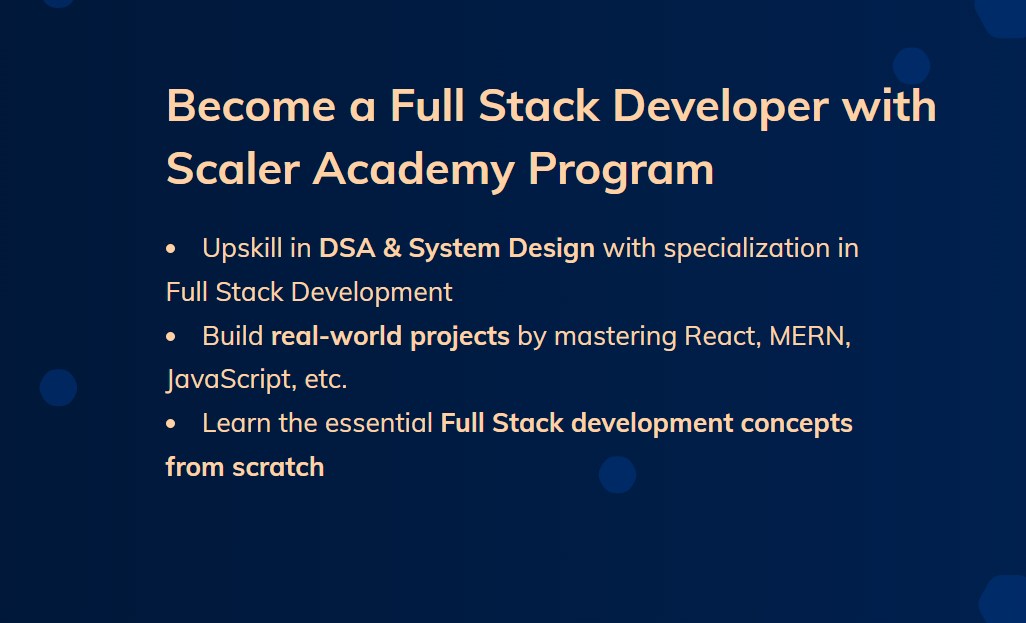 Become a Full Stack Developer with
Scaler Academy Program
• Upskill in DSA & System Design with specialization in
Full Stack Development
• Build real-world projects by mastering React, MERN,
JavaScript, etc.
• Learn the essential Full Stack development concepts
from scratch